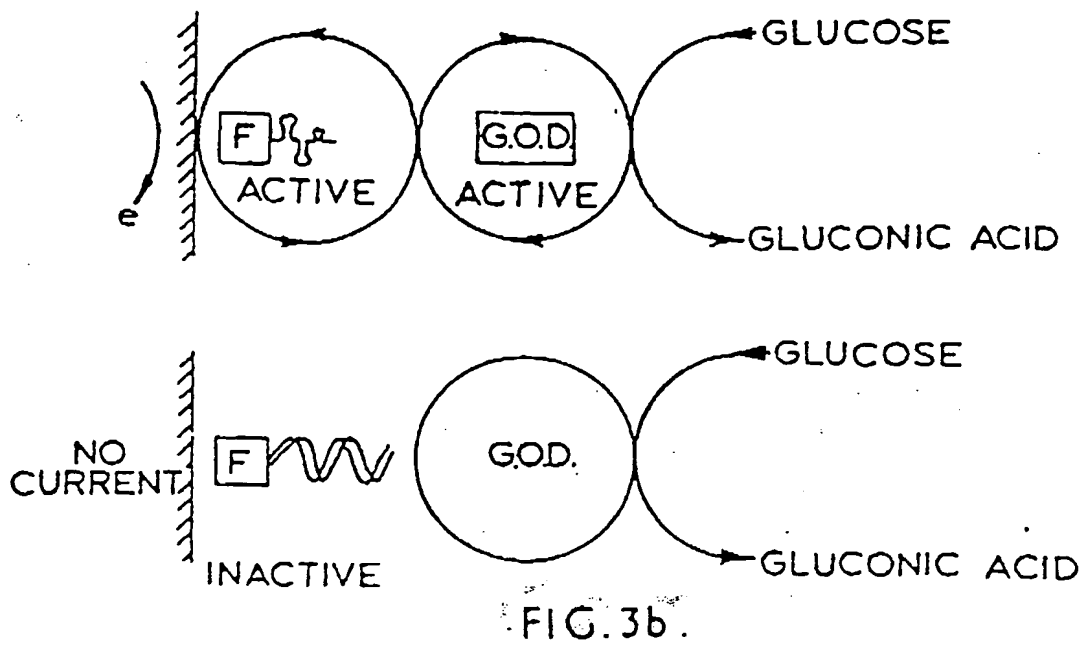 GLUCOSE
F
G.O.D.
ACTIVE
ACTIVE
e
GLUCONIC ACID
GLUCOSE
NO
CURRENT
F
G.O.D.
GLUCONIC ACID
INACTIVE
FIG.3b.